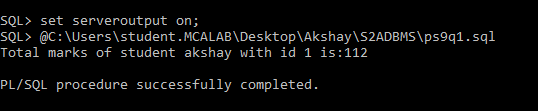 SQL> set serveroutput on;
SQL> @C:\Users\student.MCALAB\Desktop\Akshay\S2ADBMS\ps9q1.sql
Total marks of student akshay with id 1 is:112
PL/SQL procedure successfully completed.